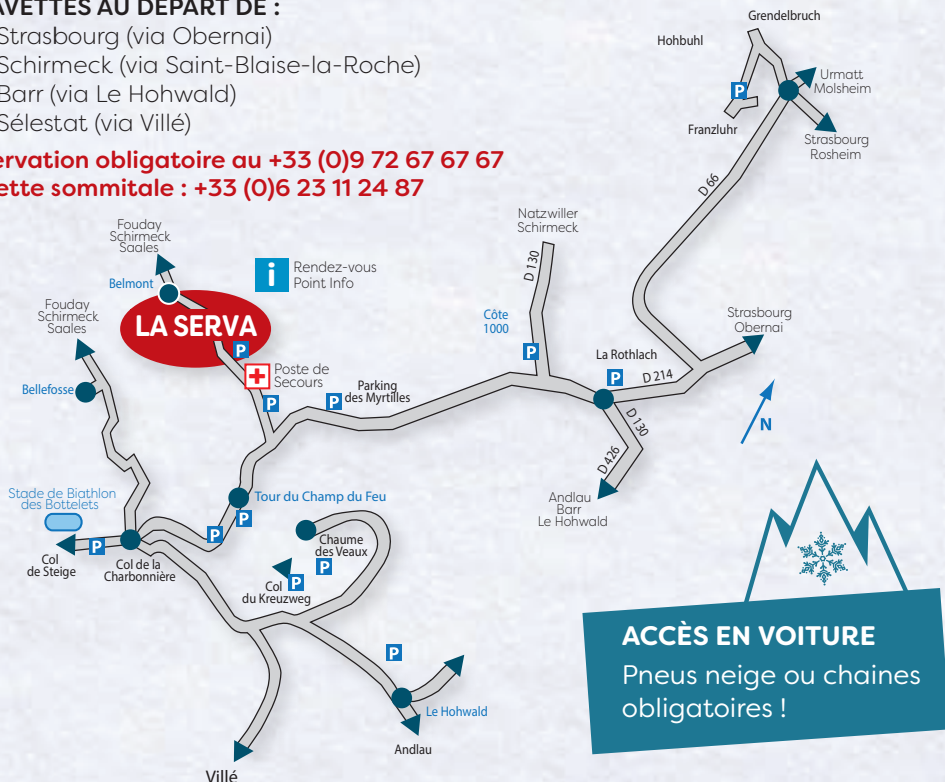 AVETTES AU DÉPART DE :
Strasbourg (via Obernai)
Schirmeck (via Saint-Blaise-la-Roche)
Barr (via Le Hohwald)
Sélestat (via Villé)
ervation obligatoire au +33 (0)9 72 67 67 67
ette sommitale : +33 (0)6 23 11 24 87
Grendelbruch
Hohbuhl
P
Urmatt
Molsheim
Franzluhr
Strasbourg
Rosheim
D 66
Natzwiller
Schirmeck
D 130
Fouday
Schirmeck
Saales
Belmont
i
Rendez-vous
Point Info
LA SERVA
P
Fouday
Schirmeck
Saales
Côte
1000
P
Strasbourg
Obernai
La Rothlach
P
D 214
Poste de
Secours
P
Bellefosse
Parking
des Myrtilles
P
D 130
D 426
N
Andlau
Barr
Le Hohwald
Stade de Biathlon
des Bottelets
Tour du Champ du Feu
P
P
P
Col
de Steige
Col de la
Charbonnière
Chaume
des Veaux
P
Col
du Kreuzweg
P
P
Le Hohwald
Andlau
Villé
ACCÈS EN VOITURE
Pneus neige ou chaines
obligatoires !